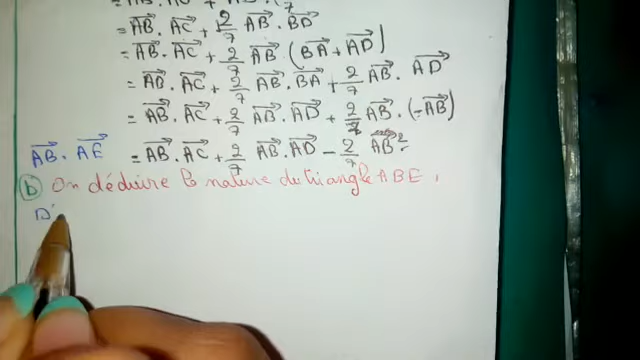 = AB⃗ . AC⃗ + 2/7 AB⃗ . BD⃗
= AB⃗ . AC⃗ + 2/7 AB⃗ (BA⃗ + AD⃗)
= AB⃗ . AC⃗ + 2/7 AB⃗ . BA⃗ + 2/7 AB⃗ . AD⃗
= AB⃗ . AC⃗ + 2/7 AB⃗ . AD⃗ + 2/7 AB⃗ . (-AB⃗)
AB⃗ . AE⃗ = AB⃗ . AC⃗ + 2/7 AB⃗ . AD⃗ - 2/7 AB²
b On déduire la nature du triangle ABE,
D'